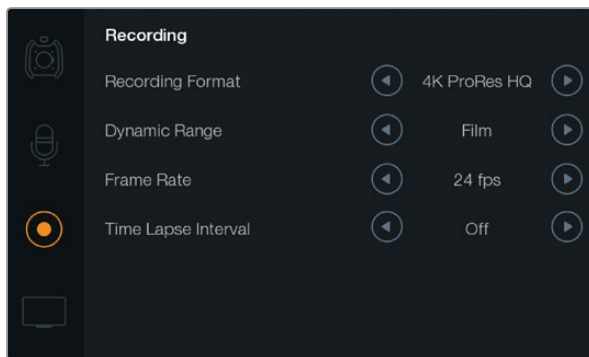 Recording
Recording Format 4K ProRes HQ
Dynamic Range Film
Frame Rate 24 fps
Time Lapse Interval Off